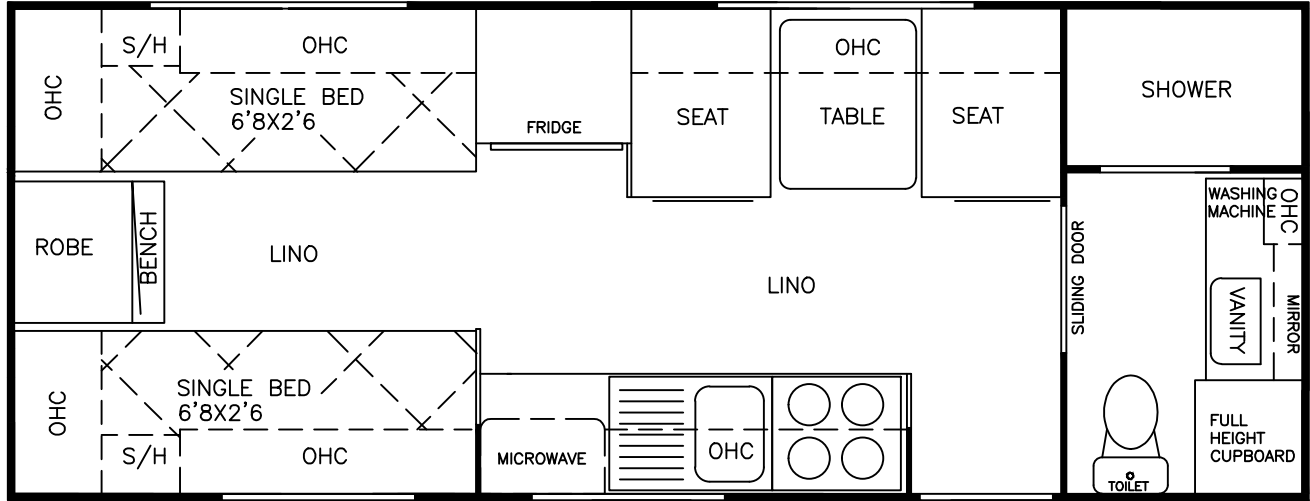 OHC
S/H
OHC
SINGLE BED
6'8X2'6
FRIDGE
SEAT
OHC
TABLE
SEAT
SHOWER
ROBE
BENCH
LINO
LINO
SLIDING DOOR
WASHING
MACHINE
OHC
VANITY
MIRROR
OHC
SINGLE BED
6'8X2'6
S/H
OHC
MICROWAVE
OHC
TOILET
FULL
HEIGHT
CUPBOARD